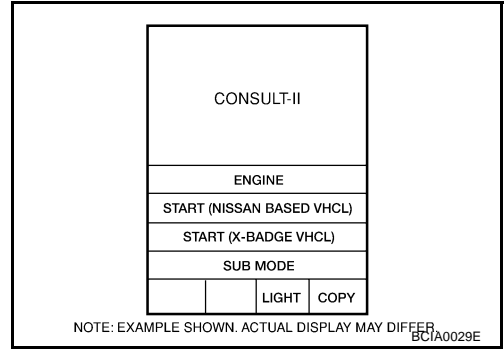 CONSULT-II
ENGINE
START (NISSAN BASED VHCL)
START (X-BADGE VHCL)
SUB MODE
LIGHT COPY
NOTE: EXAMPLE SHOWN. ACTUAL DISPLAY MAY DIFFER.
BCIA0029E